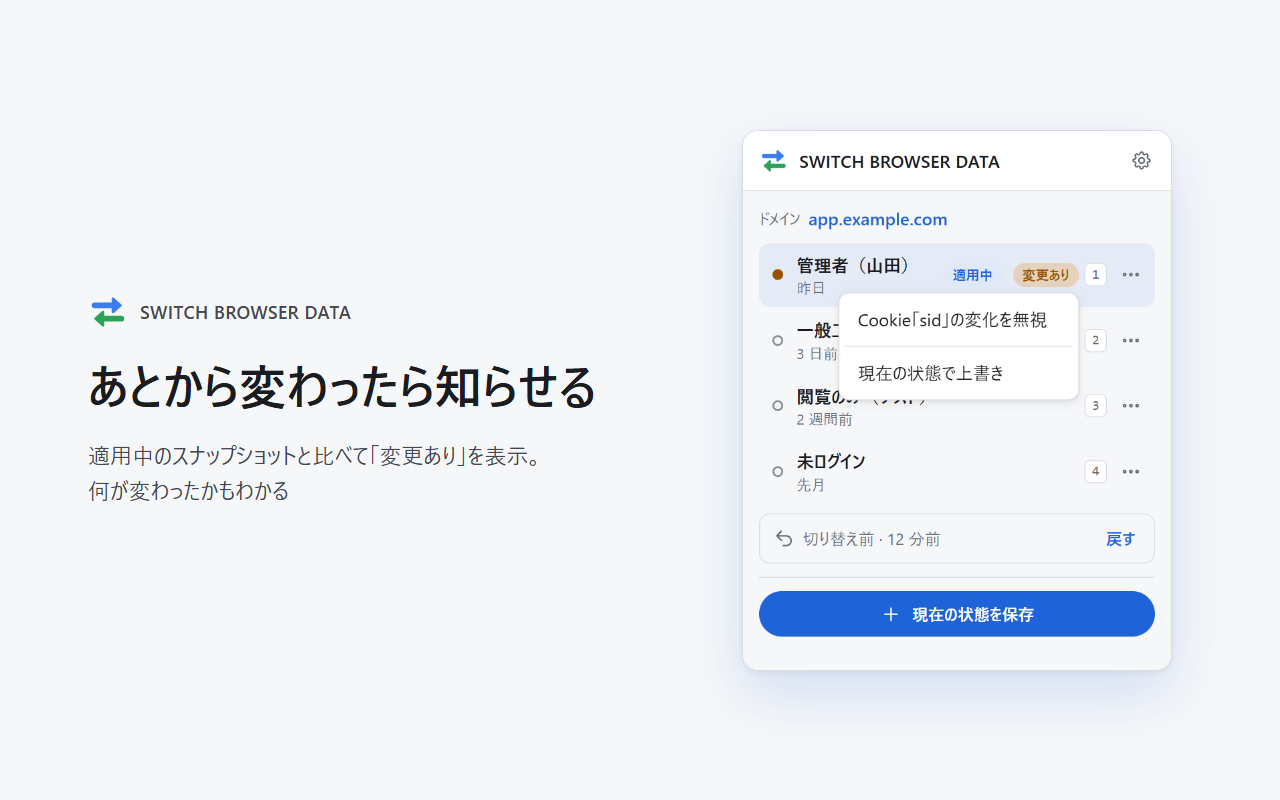 SWITCH BROWSER DATA
あとから変わったら知らせる
適用中のスナップショットと比べて「変更あり」を表示。
何が変わったかもわかる
SWITCH BROWSER DATA
ドメイン app.example.com
管理者（山田） 適用中 変更あり 1
昨日
Cookie「sid」の変化を無視
一般 2
3 日前
現在の状態で上書き
閲覧の 3
2 週間前
未ログイン 4
先月
切り替え前 · 12 分前 戻す
現在の状態を保存